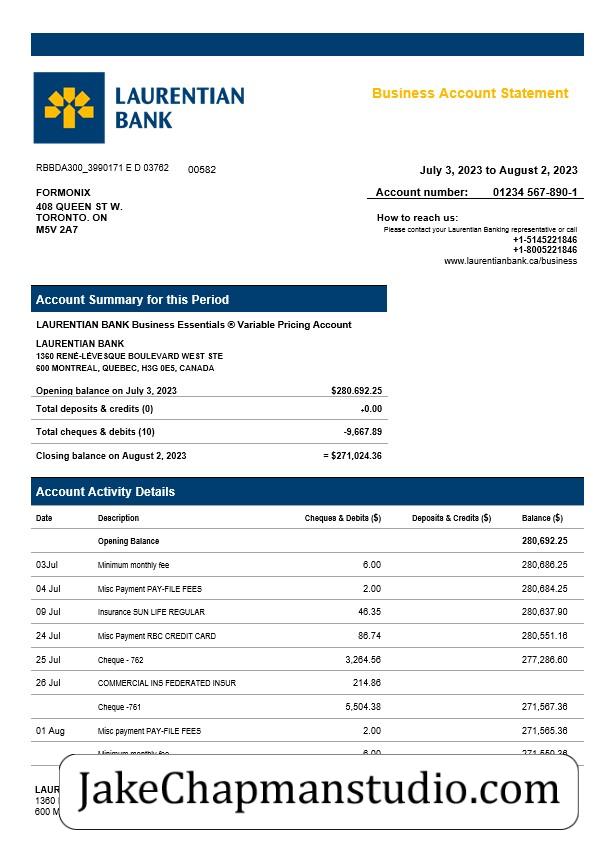 LAURENTIAN
BANK
Business Account Statement
RBBDA300_3990171 E D 03762 00582
July 3, 2023 to August 2, 2023
Account number: 01234 567-890-1
FORMONIX
408 QUEEN ST W.
TORONTO. ON
M5V 2A7
How to reach us:
Please contact your Laurentian Banking representative or call
+1-5145221846
+1-8005221846
www.laurentianbank.ca/business
Account Summary for this Period
LAURENTIAN BANK Business Essentials ® Variable Pricing Account
LAURENTIAN BANK
1360 RENÉ-LÉVESQUE BOULEVARD WEST STE
600 MONTREAL, QUEBEC, H3G 0E5, CANADA
Opening balance on July 3, 2023 $280.692.25
Total deposits & credits (0) +0.00
Total cheques & debits (10) -9,667.89
Closing balance on August 2, 2023 = $271,024.36
Account Activity Details
Date Description Cheques & Debits ($) Deposits & Credits ($) Balance ($)
Opening Balance 280,692.25
03Jul Minimum monthly fee 6.00 280,686.25
04 Jul Misc Payment PAY-FILE FEES 2.00 280,684.25
09 Jul Insurance SUN LIFE REGULAR 46.35 280,637.90
24 Jul Misc Payment RBC CREDIT CARD 86.74 280,551.16
25 Jul Cheque - 762 3,264.56 277,286.60
26 Jul COMMERCIAL INS FEDERATED INSUR 214.86
Cheque -761 5,504.38 271,567.36
01 Aug Misc payment PAY-FILE FEES 2.00 271,565.36
Minimum monthly fee 6.00
1360
JakeChapmanstudio.com